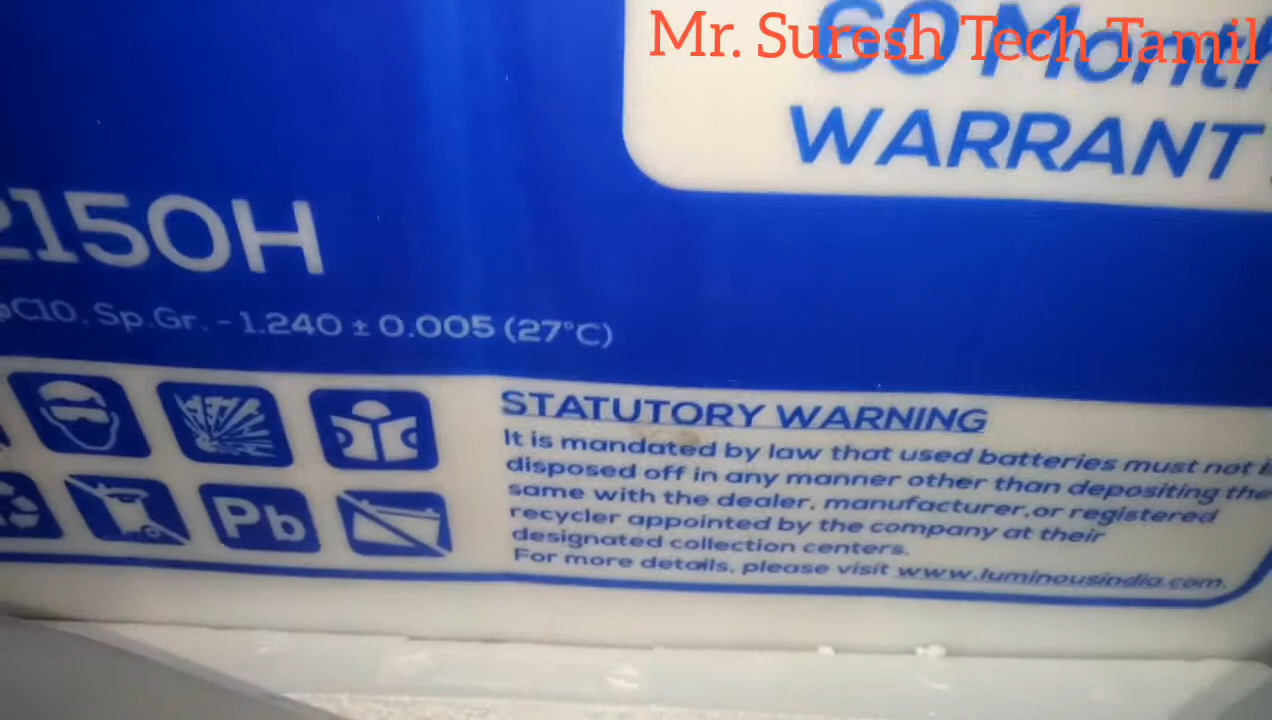 Mr. Suresh Tech Tamil
60 Month
WARRANT
2150H
C10. Sp.Gr. - 1.240 ± 0.005 (27°C)
STATUTORY WARNING
It is mandated by law that used batteries must not
disposed off in any manner other than depositing the
same with the dealer, manufacturer,or registered
recycler appointed by the company at their
designated collection centers.
For more details, please visit www.luminousindia.com.
Pb